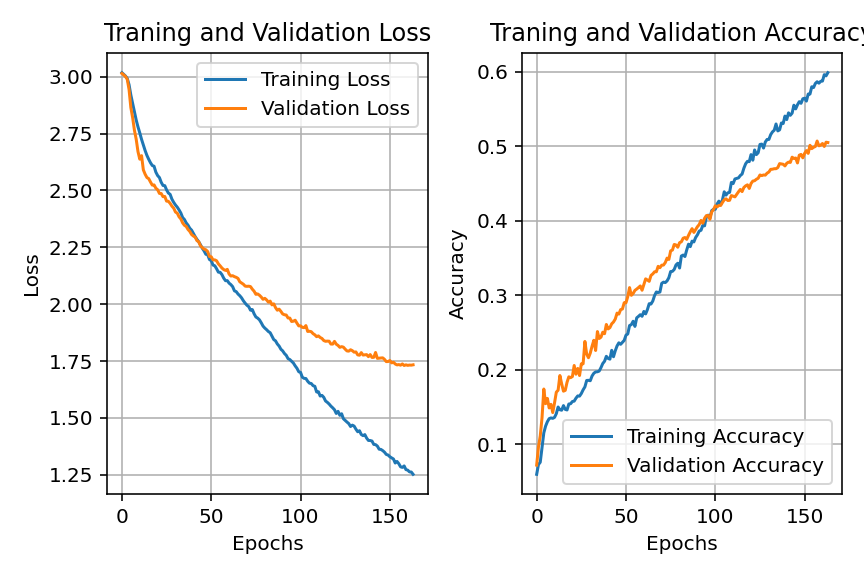 Traning and Validation Loss
3.00
2.75
2.50
2.25
2.00
1.75
1.50
1.25
Loss
Training Loss
Validation Loss
0
50
100
150
Epochs
Traning and Validation Accuracy
0.6
0.5
0.4
0.3
0.2
0.1
Accuracy
Training Accuracy
Validation Accuracy
0
50
100
150
Epochs